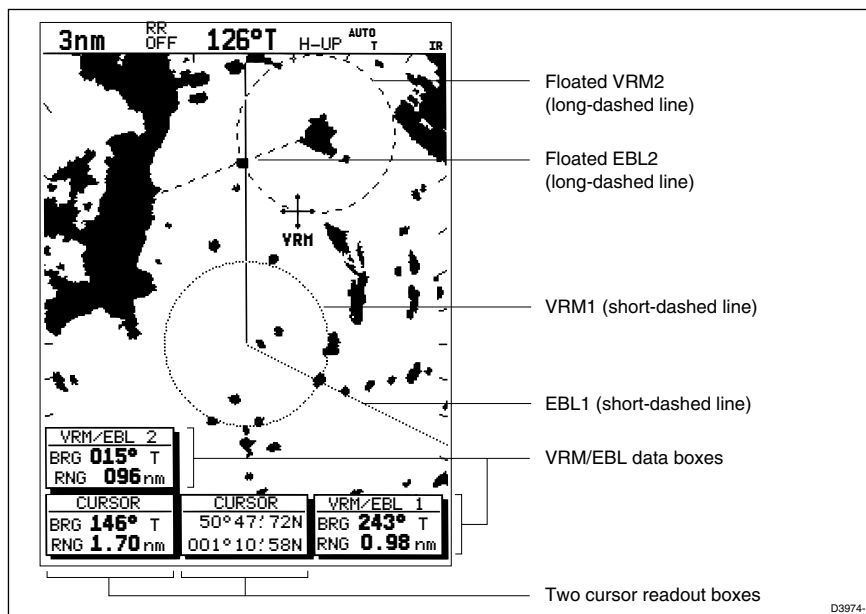 3nm RR OFF 126°T H-UP AUTO T IR
Floated VRM2
(long-dashed line)
Floated EBL2
(long-dashed line)
VRM
VRM1 (short-dashed line)
EBL1 (short-dashed line)
VRM/EBL data boxes
VRM/EBL 2
BRG 015° T
RNG 096nm
CURSOR
BRG 146° T
RNG 1.70nm
CURSOR
50°47!72N
001°10!58N
VRM/EBL 1
BRG 243° T
RNG 0.98 nm
Two cursor readout boxes